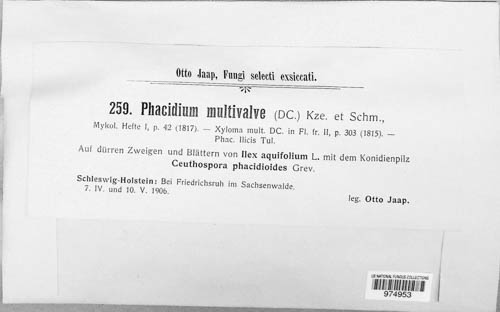 Otto Jaap, Fungi selecti exsiccati.
259. Phacidium multivalve (DC.) Kze. et Schm.,
Mykol. Hefte I, p. 42 (1817). — Xyloma mult. DC. in Fl. fr. II, p. 303 (1815). —
Phac. Ilicis Tul.
Auf dürren Zweigen und Blättern von Ilex aquifolium L. mit dem Konidienpilz
Ceuthospora phacidioides Grev.
Schleswig-Holstein: Bei Friedrichsruh im Sachsenwalde.
7. IV. und 10. V. 1906.
leg. Otto Jaap.
US NATIONAL FUNGUS COLLECTIONS
974953